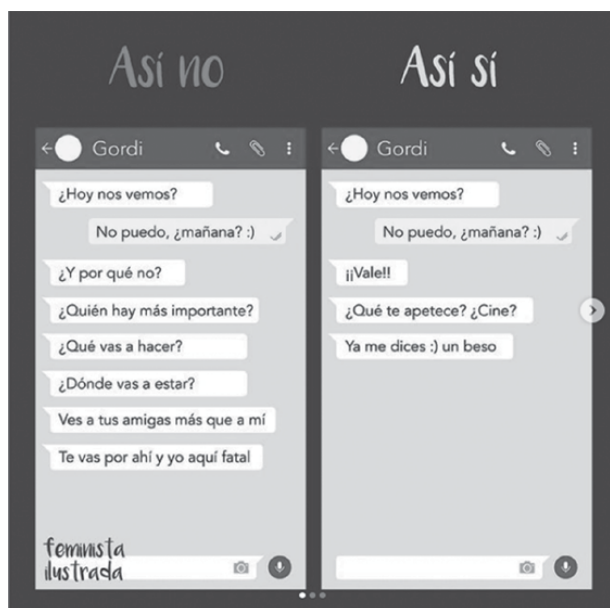 Así no
Gordi
¿Hoy nos vemos?
No puedo, ¿mañana? :)
¿Y por qué no?
¿Quién hay más importante?
¿Qué vas a hacer?
¿Dónde vas a estar?
Ves a tus amigas más que a mí
Te vas por ahí y yo aquí fatal
feminista
ilustrada
Así sí
Gordi
¿Hoy nos vemos?
No puedo, ¿mañana? :)
¡¡Vale!!
¿Qué te apetece? ¿Cine?
Ya me dices :) un beso